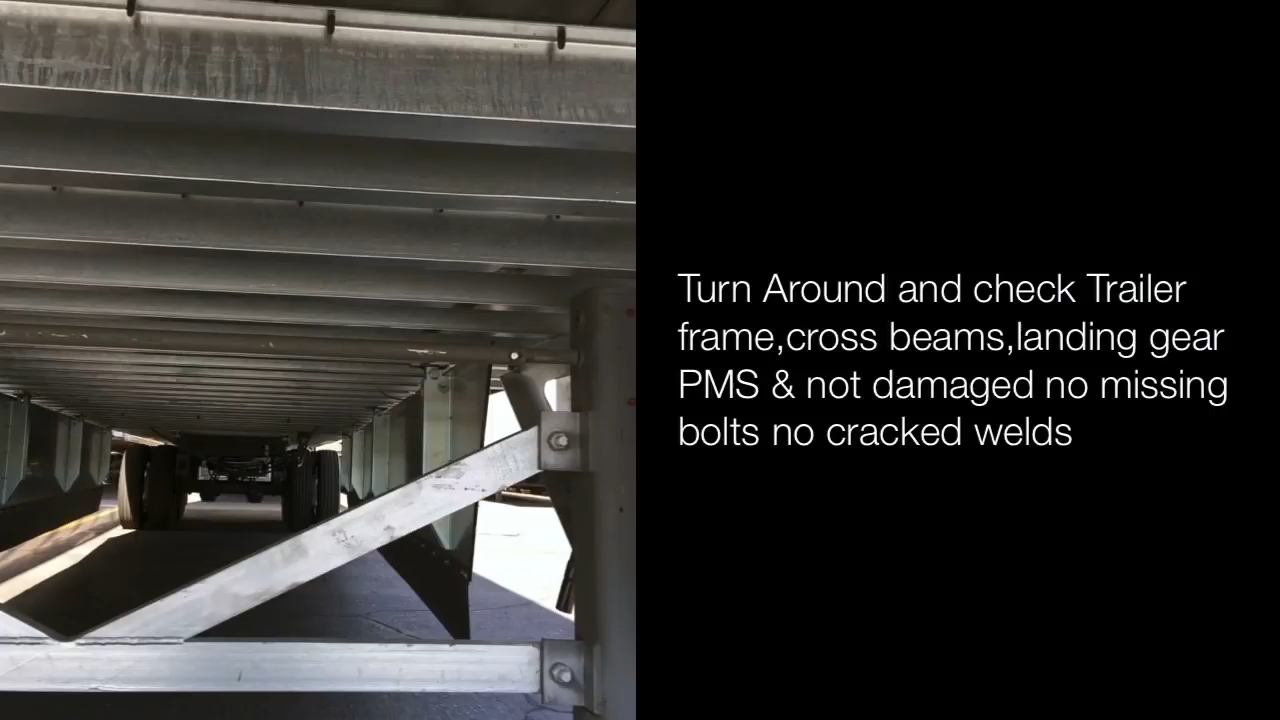 Turn Around and check Trailer
frame,cross beams,landing gear
PMS & not damaged no missing
bolts no cracked welds